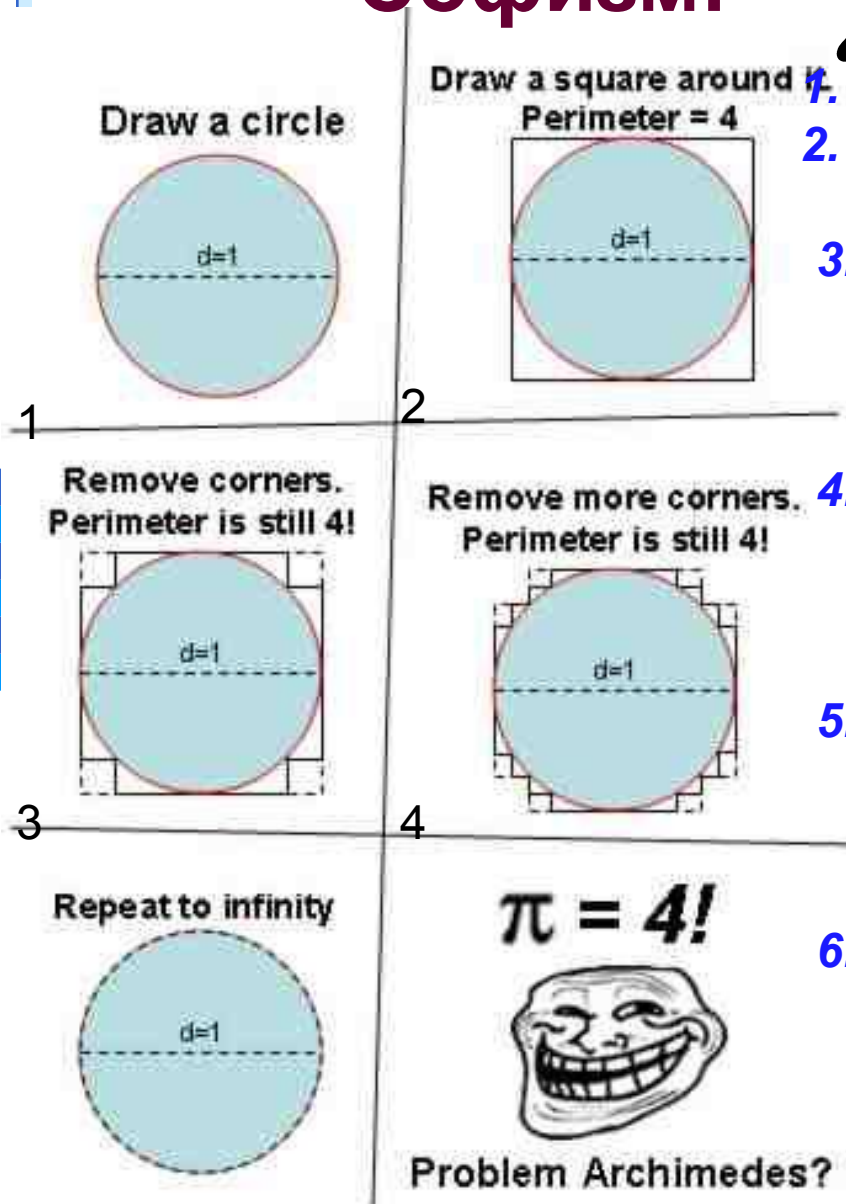 Софизм:
Draw a circle
d=1
Draw a square around it.
Perimeter = 4
d=1
1.
2.
3.
1
2
Remove corners.
Perimeter is still 4!
d=1
Remove more corners.
Perimeter is still 4!
d=1
4.
5.
3
4
Repeat to infinity
d=1
π = 4!
6.
Problem Archimedes?